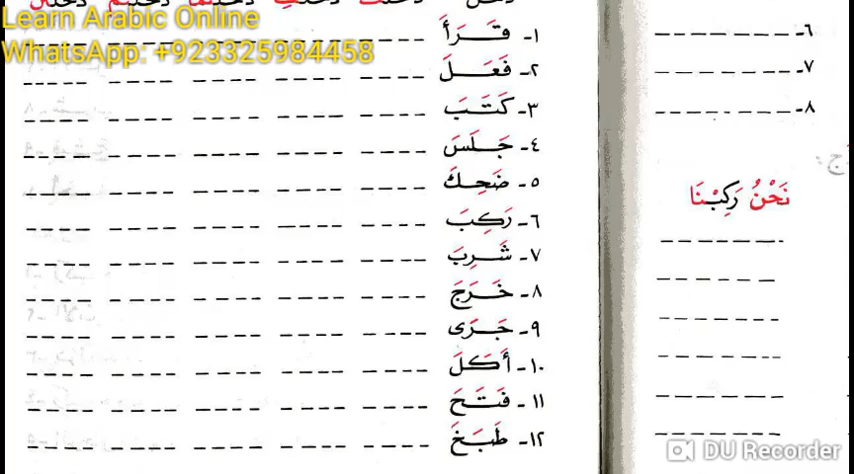 Learn Arabic Online
WhatsApp: +923325984458
١- قَرَأَ
٢- فَعَلَ
٣- كَتَبَ
٤- جَلَسَ
٥- ضَحِكَ
٦- رَكِبَ
٧- شَرِبَ
٨- خَرَجَ
٩- جَرَى
١٠- أَكَلَ
١١- فَتَحَ
١٢- طَبَخَ
٦-
٧-
٨-
نَحْنُ رَكِبْنَا
DU Recorder